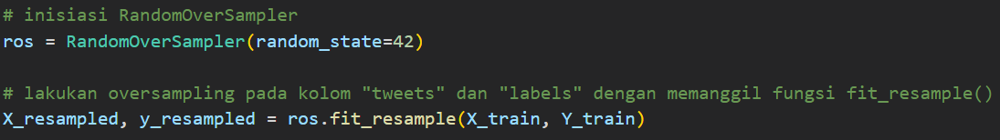 # inisiasi RandomOverSampler
ros = RandomOverSampler(random_state=42)
# lakukan oversampling pada kolom "tweets" dan "labels" dengan memanggil fungsi fit_resample()
X_resampled, y_resampled = ros.fit_resample(X_train, Y_train)